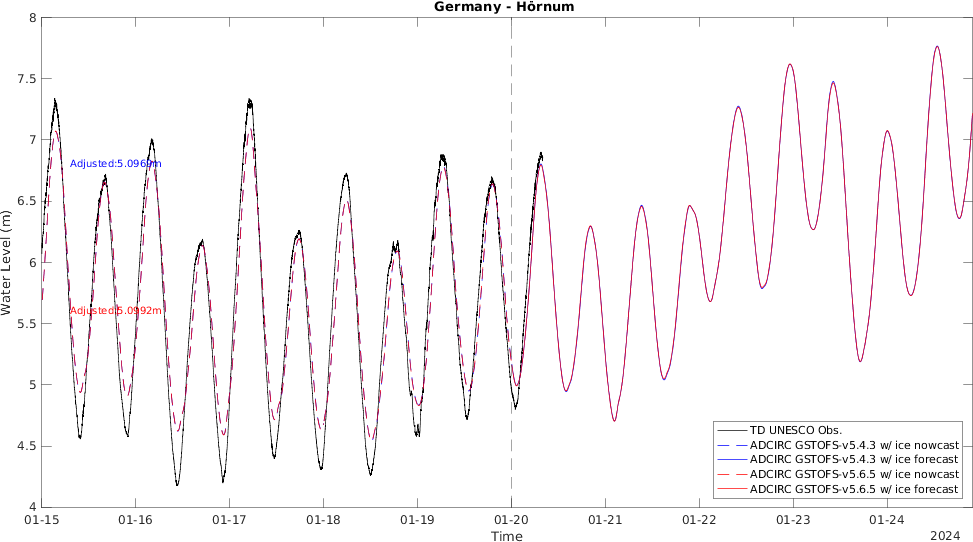 Germany - Hörnum
8
7.5
7
6.5
6
5.5
5
4.5
4
Water Level (m)
Adjusted:5.0969m
Adjusted:5.0992m
TD UNESCO Obs.
ADCIRC GSTOFS-v5.4.3 w/ ice nowcast
ADCIRC GSTOFS-v5.4.3 w/ ice forecast
ADCIRC GSTOFS-v5.6.5 w/ ice nowcast
ADCIRC GSTOFS-v5.6.5 w/ ice forecast
01-15 01-16 01-17 01-18 01-19 01-20 01-21 01-22 01-23 01-24
Time
2024